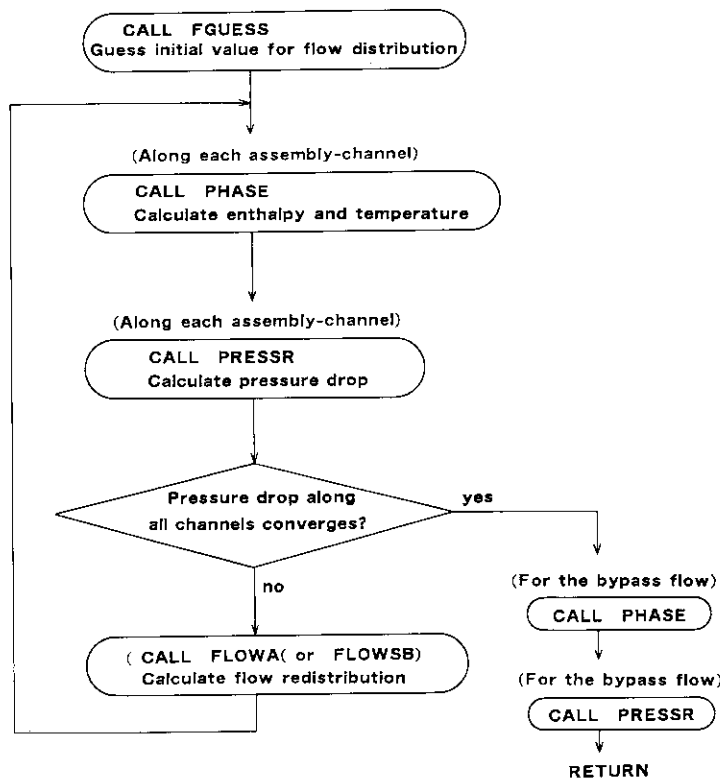 CALL FGUESS
Guess initial value for flow distribution
(Along each assembly-channel)
CALL PHASE
Calculate enthalpy and temperature
(Along each assembly-channel)
CALL PRESSR
Calculate pressure drop
Pressure drop along
all channels converges?
yes
no
(For the bypass flow)
CALL PHASE
( CALL FLOWA( or FLOWSB)
Calculate flow redistribution
(For the bypass flow)
CALL PRESSR
RETURN